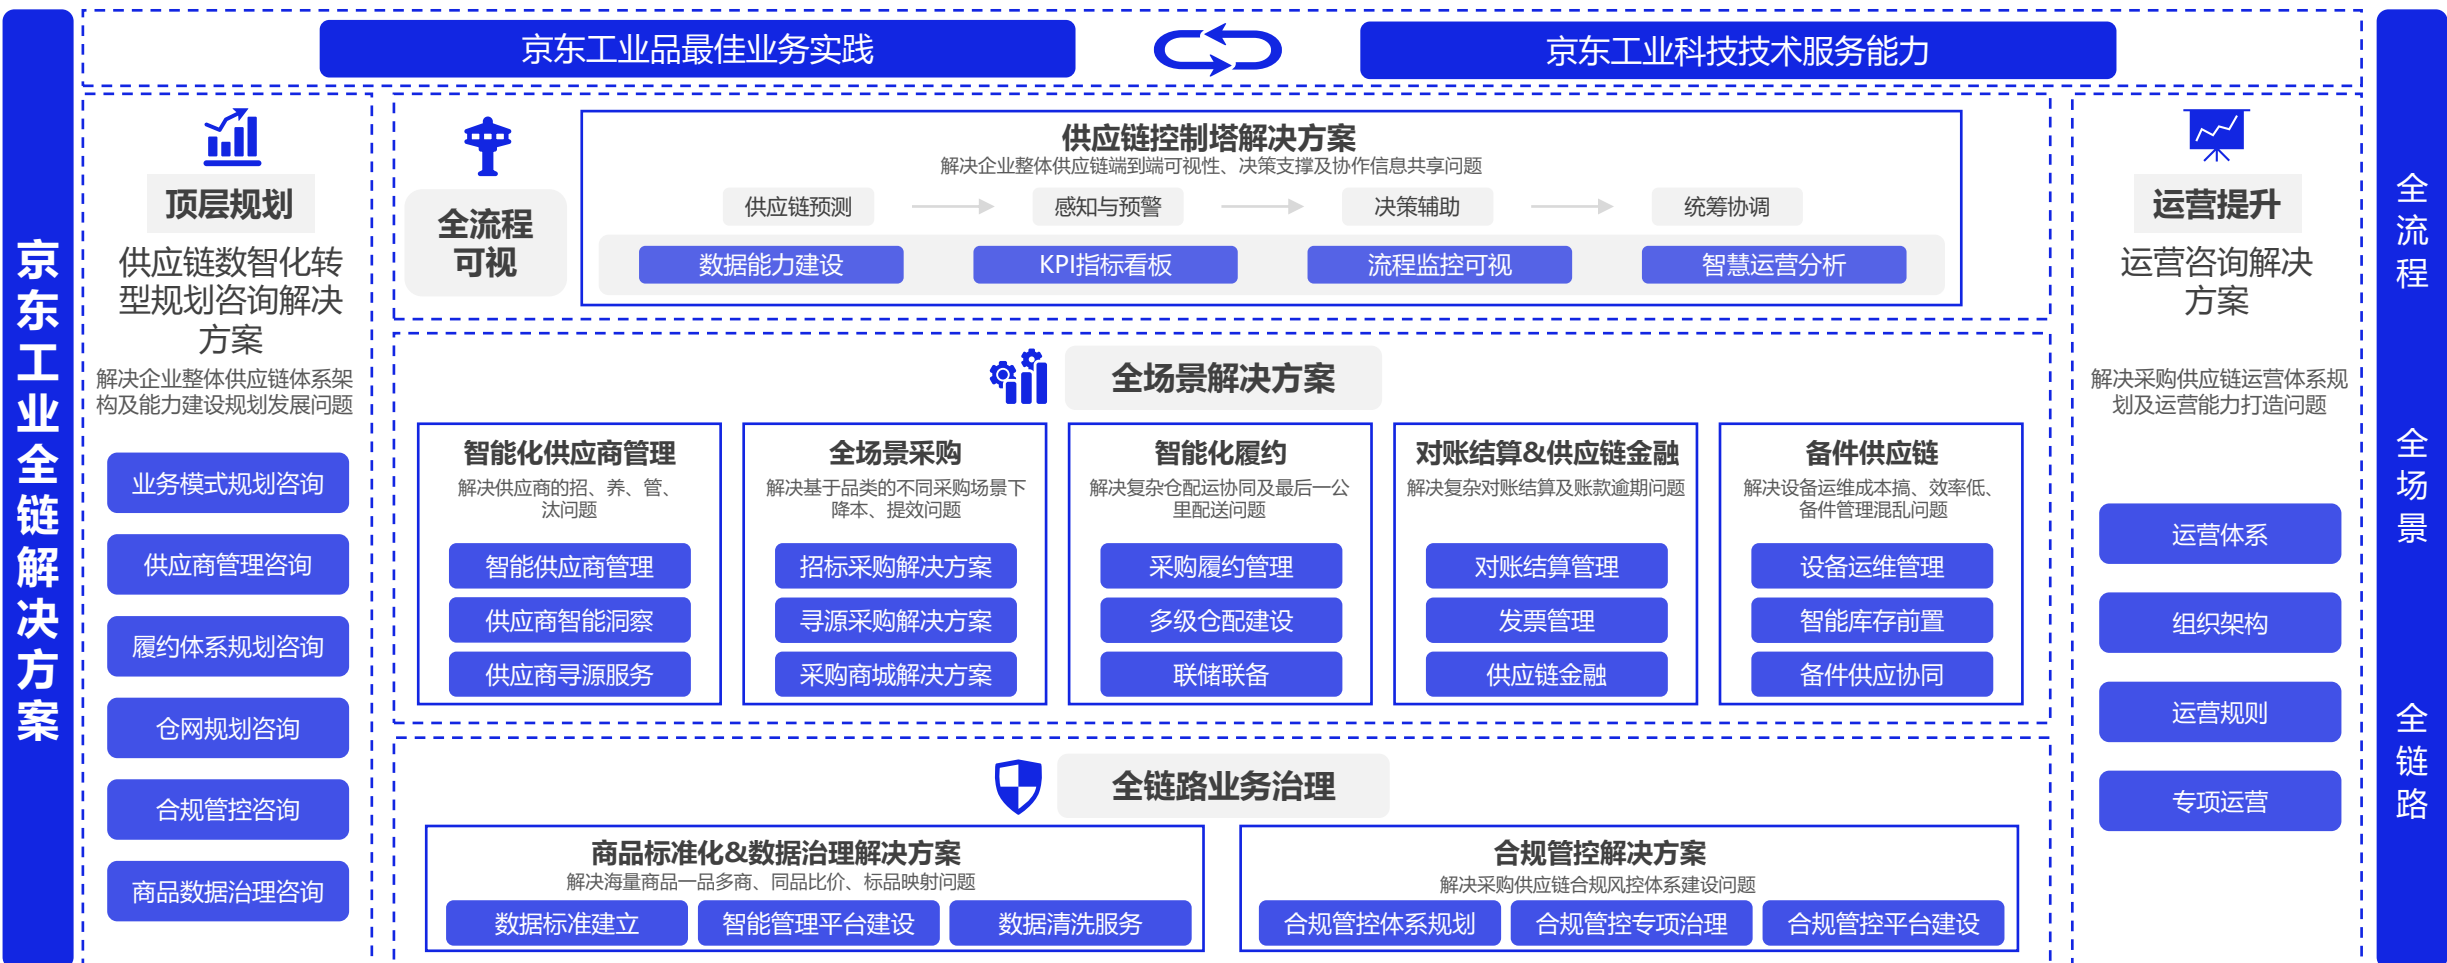 京东工业全链解决方案
京东工业品最佳业务实践
京东工业科技技术服务能力
顶层规划
供应链数智化转
型规划咨询解决
方案
解决企业整体供应链体系架
构及能力建设规划发展问题
业务模式规划咨询
供应商管理咨询
履约体系规划咨询
仓网规划咨询
合规管控咨询
商品数据治理咨询
全流程
可视
供应链控制塔解决方案
解决企业整体供应链端到端可视性、决策支撑及协作信息共享问题
供应链预测
感知与预警
决策辅助
统筹协调
数据能力建设
KPI指标看板
流程监控可视
智慧运营分析
全场景解决方案
智能化供应商管理
解决供应商的招、养、管、
汰问题
智能供应商管理
供应商智能洞察
供应商寻源服务
全场景采购
解决基于品类的不同采购场景下
降本、提效问题
招标采购解决方案
寻源采购解决方案
采购商城解决方案
智能化履约
解决复杂仓配运协同及最后一公
里配送问题
采购履约管理
多级仓配建设
联储联备
对账结算&供应链金融
解决复杂对账结算及账款逾期问题
对账结算管理
发票管理
供应链金融
备件供应链
解决设备运维成本搞、效率低、
备件管理混乱问题
设备运维管理
智能库存前置
备件供应协同
全链路业务治理
商品标准化&数据治理解决方案
解决海量商品一品多商、同品比价、标品映射问题
数据标准建立
智能管理平台建设
数据清洗服务
合规管控解决方案
解决采购供应链合规风控体系建设问题
合规管控体系规划
合规管控专项治理
合规管控平台建设
运营提升
运营咨询解决
方案
解决采购供应链运营体系规
划及运营能力打造问题
运营体系
组织架构
运营规则
专项运营
全流程
全场景
全链路